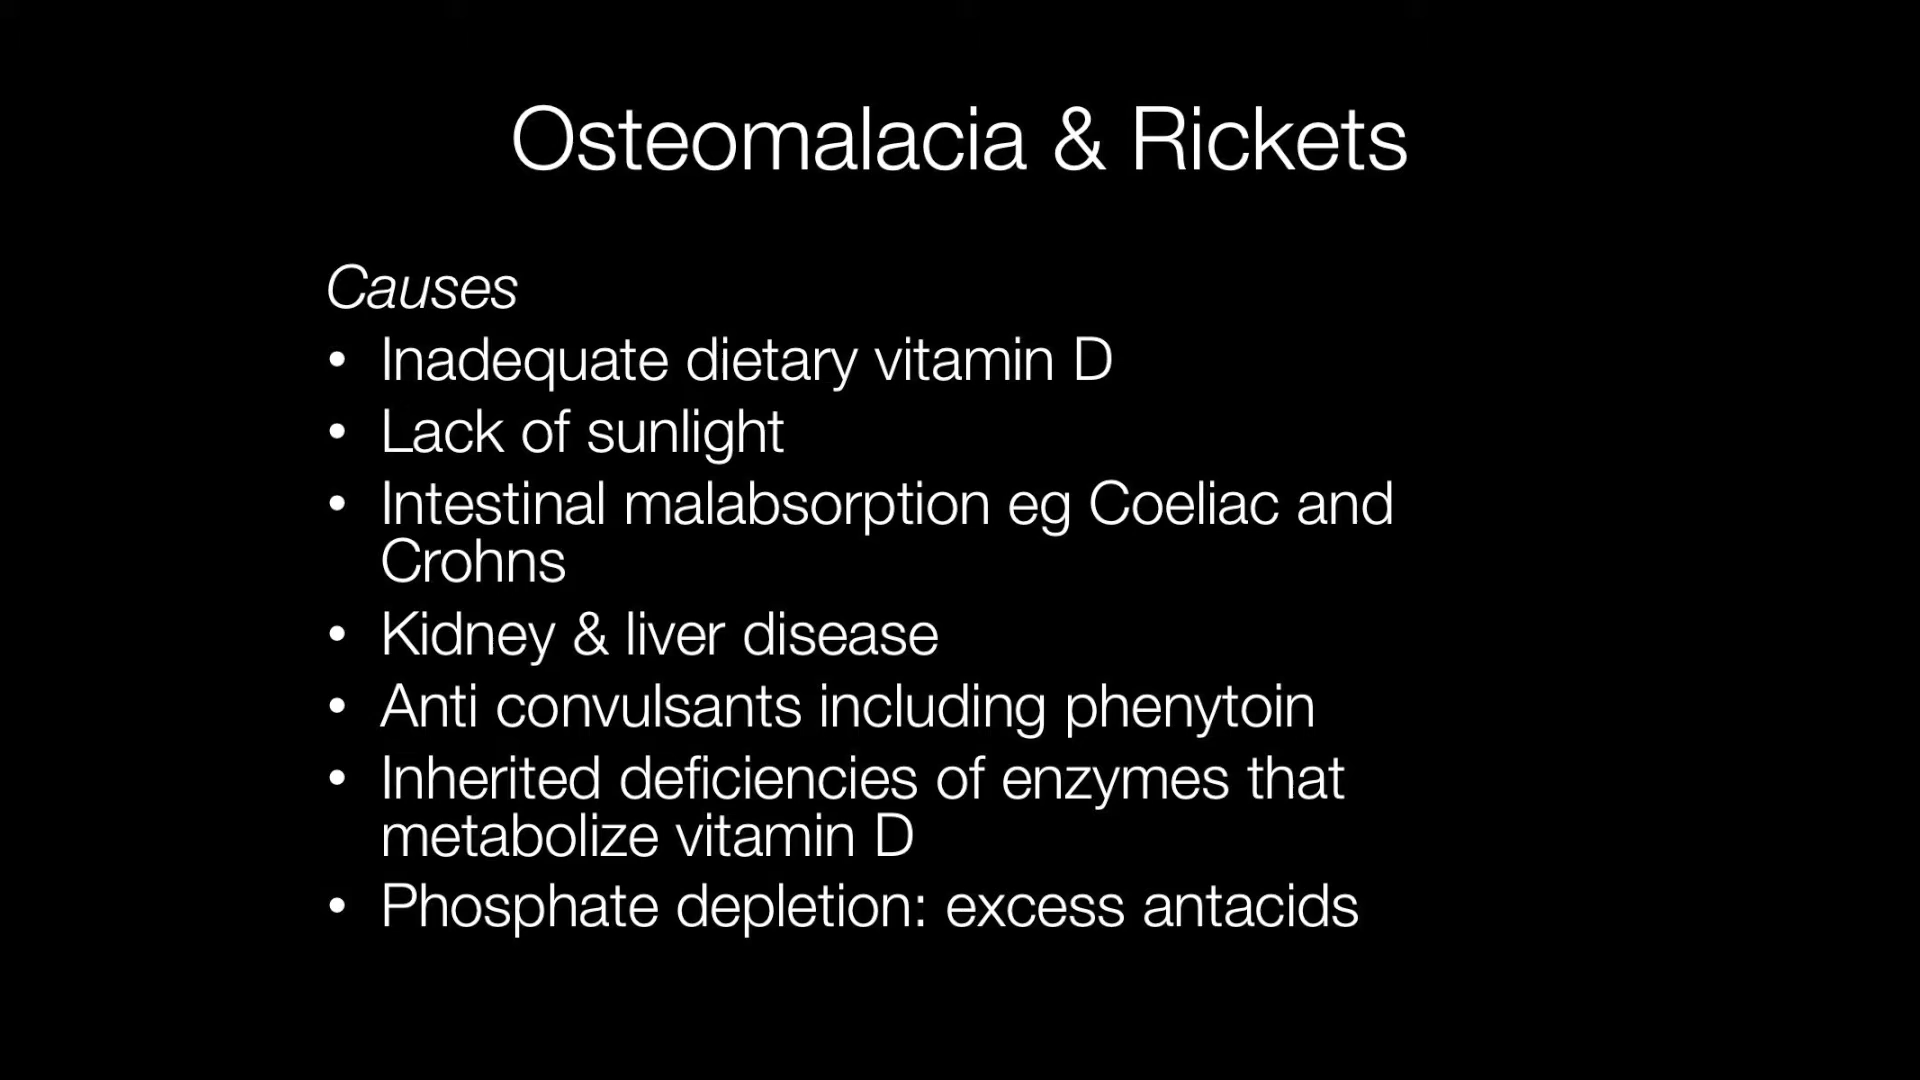 Osteomalacia & Rickets
Causes
• Inadequate dietary vitamin D
• Lack of sunlight
• Intestinal malabsorption eg Coeliac and
Crohns
• Kidney & liver disease
• Anti convulsants including phenytoin
• Inherited deficiencies of enzymes that
metabolize vitamin D
• Phosphate depletion: excess antacids